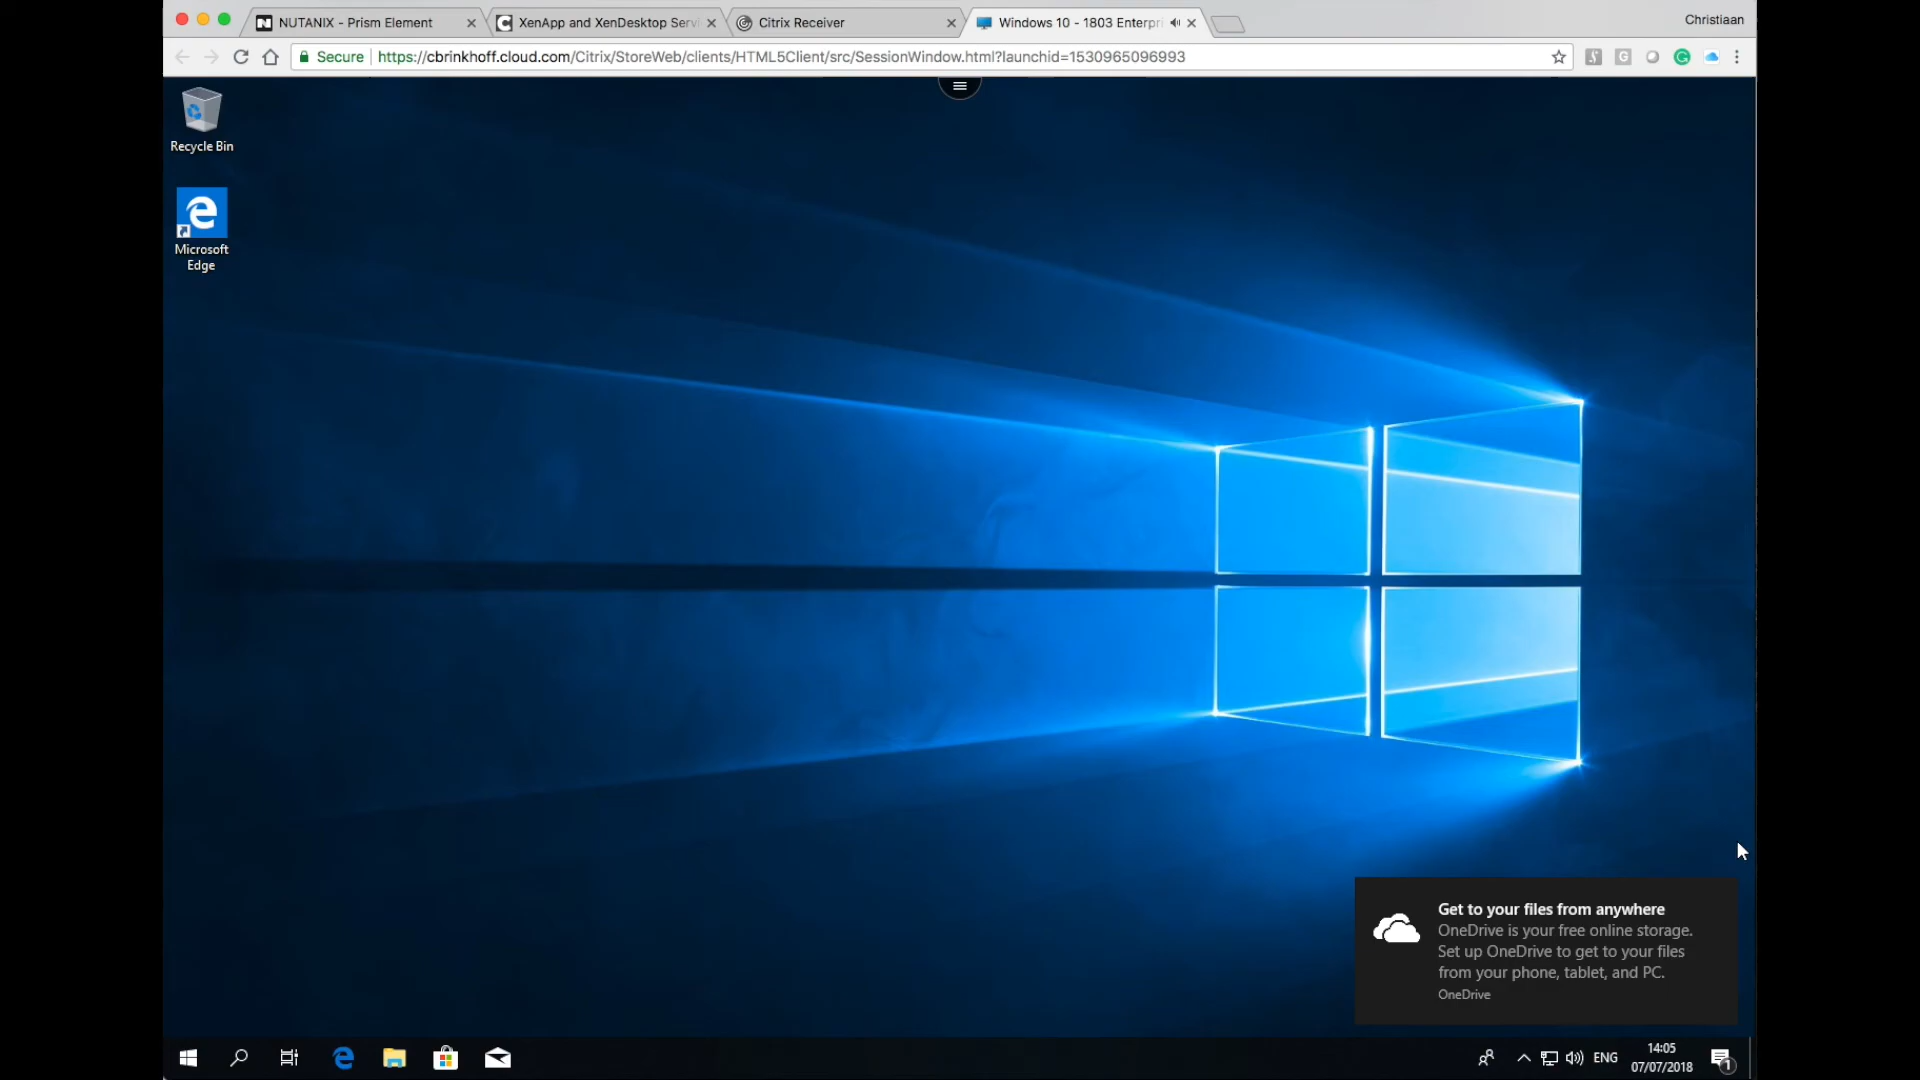 NUTANIX - Prism Element
XenApp and XenDesktop Servi
Citrix Receiver
Windows 10 - 1803 Enterpri
Christiaan
Secure
https://cbrinkhoff.cloud.com/Citrix/StoreWeb/clients/HTML5Client/src/SessionWindow.html?launchid=1530965096993
Recycle Bin
Microsoft
Edge
Get to your files from anywhere
OneDrive is your free online storage.
Set up OneDrive to get to your files
from your phone, tablet, and PC.
OneDrive
ENG
14:05
07/07/2018
1